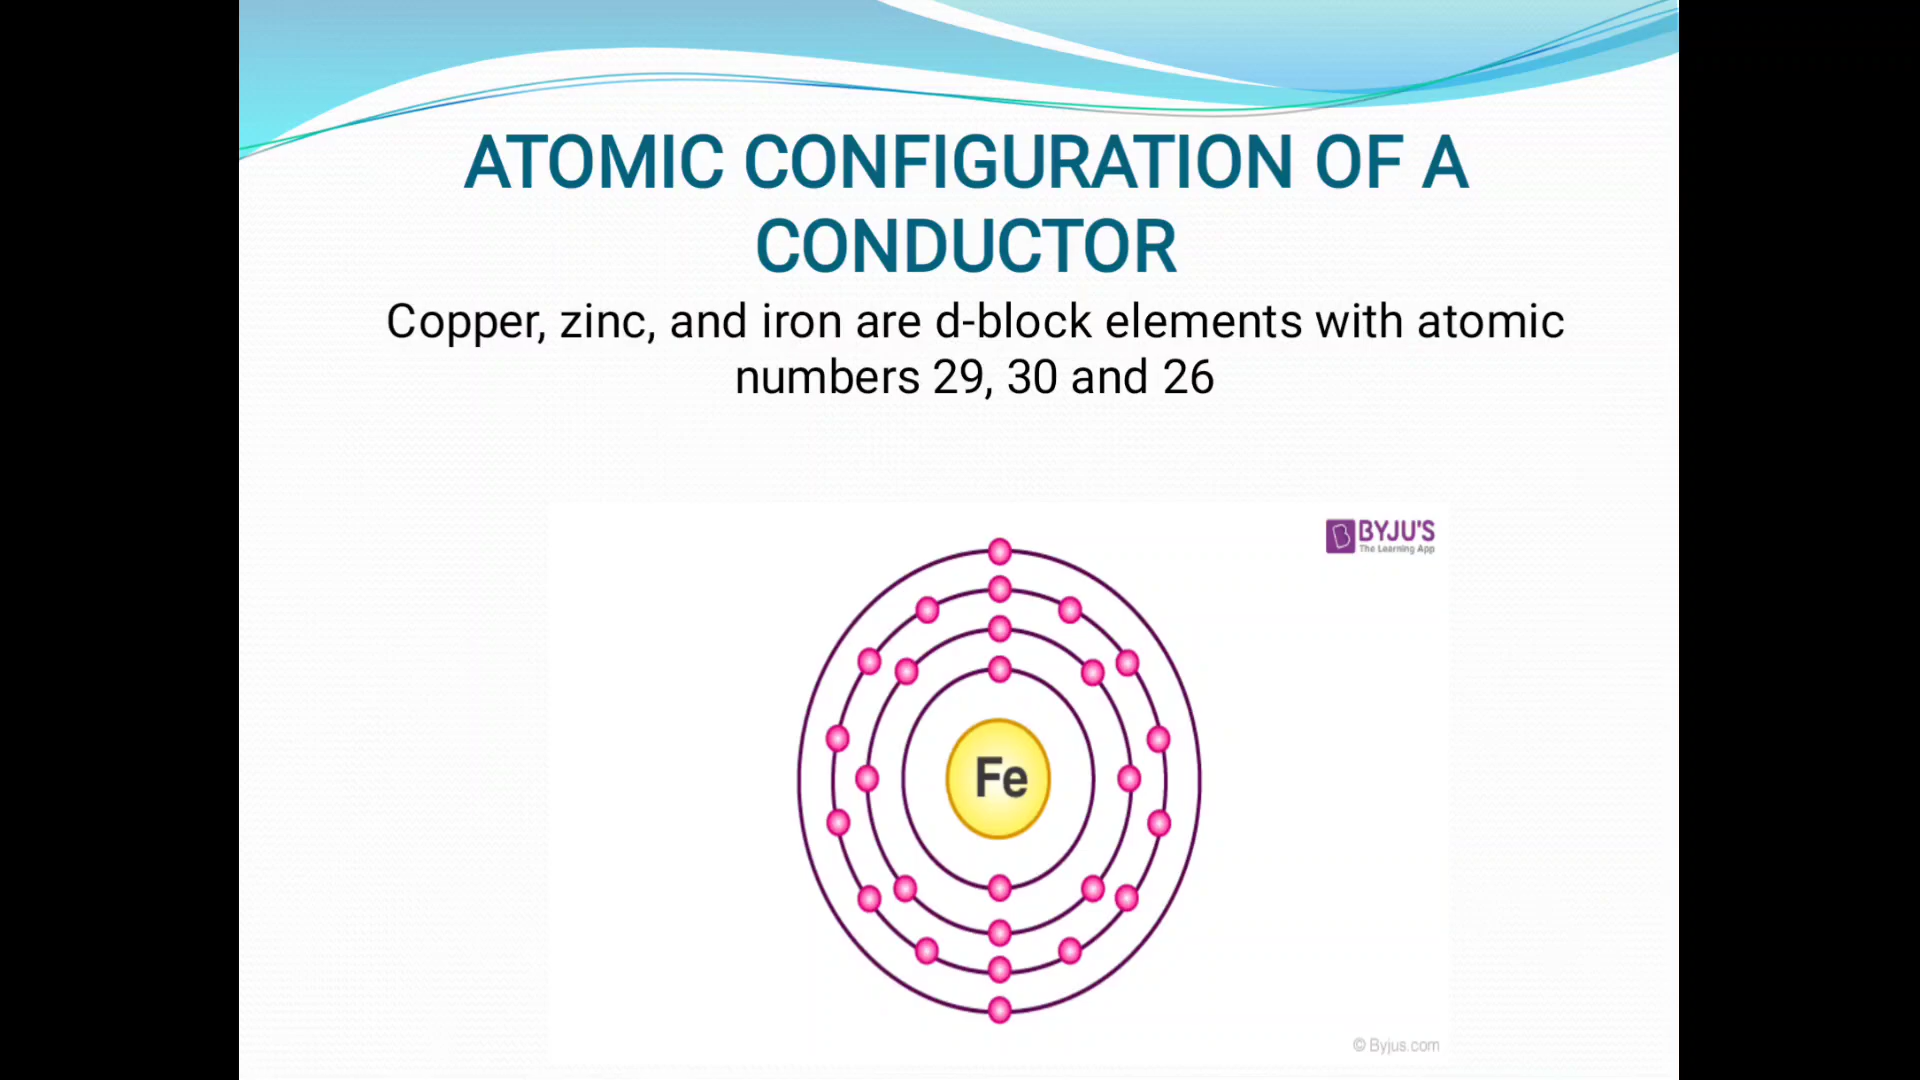 ATOMIC CONFIGURATION OF A
CONDUCTOR
Copper, zinc, and iron are d-block elements with atomic
numbers 29, 30 and 26
BYJU'S
The Learning App
Fe
© Byjus.com